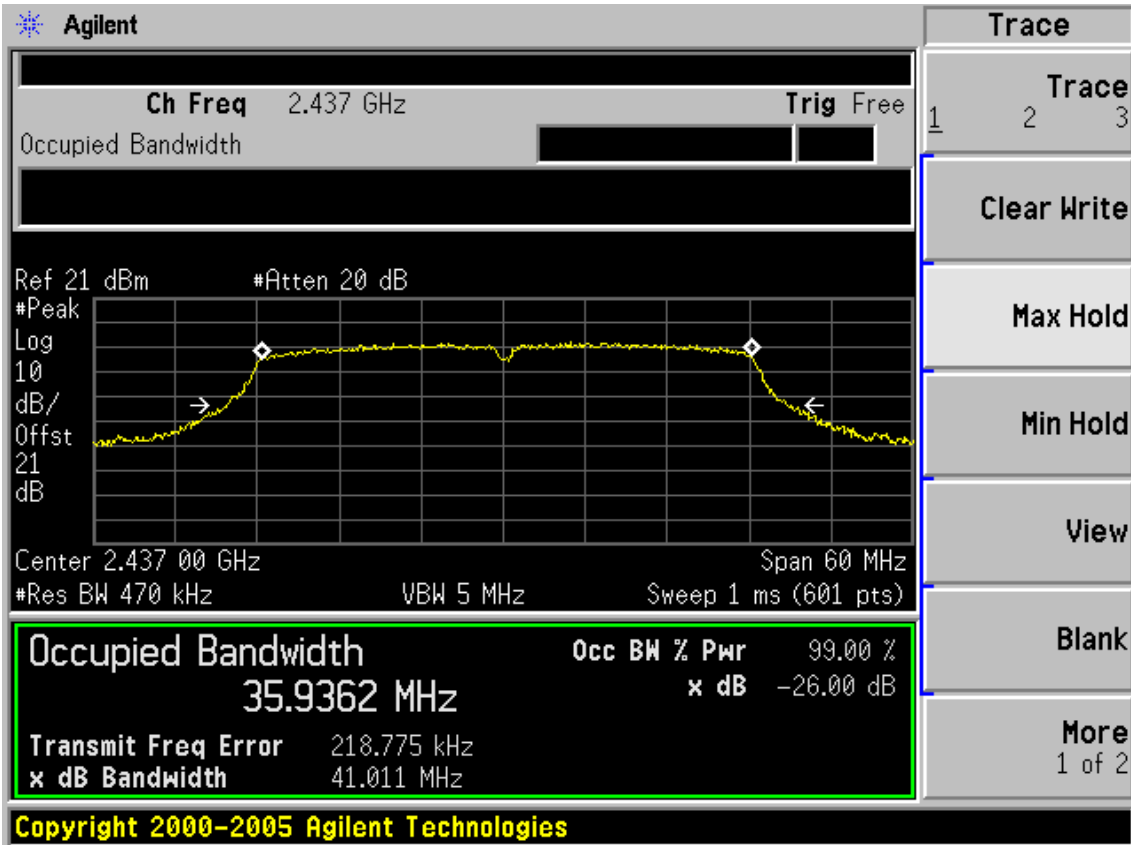 Agilent
Trace
Ch Freq 2.437 GHz Trig Free
Occupied Bandwidth
Trace
1 2 3
Clear Write
Max Hold
Min Hold
View
Blank
More
1 of 2
Ref 21 dBm #Atten 20 dB
#Peak
Log
10
dB/
Offst
21
dB
Center 2.437 00 GHz Span 60 MHz
#Res BW 470 kHz VBW 5 MHz Sweep 1 ms (601 pts)
Occupied Bandwidth
35.9362 MHz
Occ BW % Pwr 99.00 %
x dB -26.00 dB
Transmit Freq Error 218.775 kHz
x dB Bandwidth 41.011 MHz
Copyright 2000-2005 Agilent Technologies